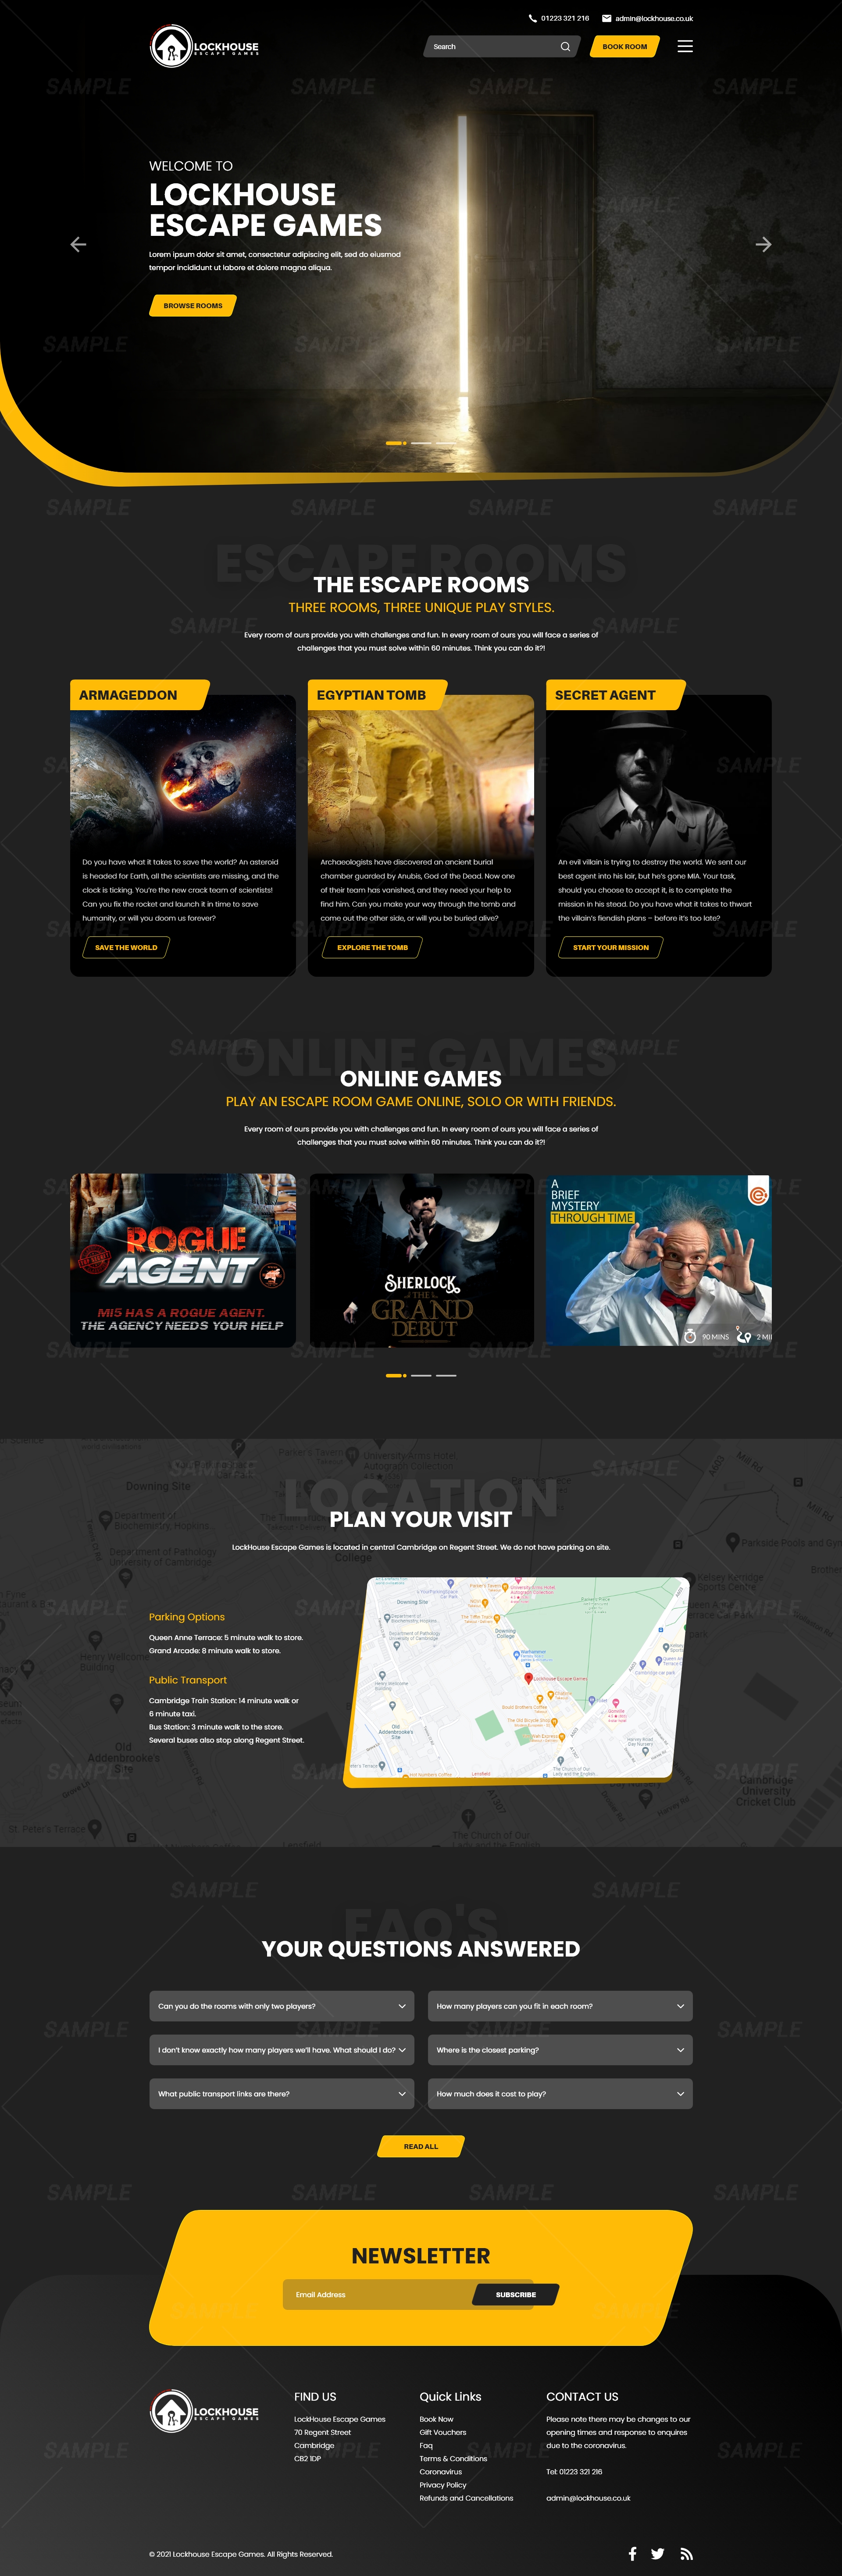 01223 321 216
admin@lockhouse.co.uk
LOCKHOUSE
ESCAPE GAMES
Search
BOOK ROOM
WELCOME TO
LOCKHOUSE
ESCAPE GAMES
Lorem ipsum dolor sit amet, consectetur adipiscing elit, sed do eiusmod
tempor incididunt ut labore et dolore magna aliqua.
BROWSE ROOMS
ESCAPE ROOMS
THE ESCAPE ROOMS
THREE ROOMS, THREE UNIQUE PLAY STYLES.
Every room of ours provide you with challenges and fun. In every room of ours you will face a series of
challenges that you must solve within 60 minutes. Think you can do it?!
ARMAGEDDON
Do you have what it takes to save the world? An asteroid
is headed for Earth, all the scientists are missing, and the
clock is ticking. You're the new crack team of scientists!
Can you fix the rocket and launch it in time to save
humanity, or will you doom us forever?
SAVE THE WORLD
EGYPTIAN TOMB
Archaeologists have discovered an ancient burial
chamber guarded by Anubis, God of the Dead. Now one
of their team has vanished, and they need your help to
find him. Can you make your way through the tomb and
come out the other side, or will you be buried alive?
EXPLORE THE TOMB
SECRET AGENT
An evil villain is trying to destroy the world. We sent our
best agent into his lair, but he's gone MIA. Your task,
should you choose to accept it, is to complete the
mission in his stead. Do you have what it takes to thwart
the villain's fiendish plans – before it's too late?
START YOUR MISSION
ONLINE GAMES
ONLINE GAMES
PLAY AN ESCAPE ROOM GAME ONLINE, SOLO OR WITH FRIENDS.
Every room of ours provide you with challenges and fun. In every room of ours you will face a series of
challenges that you must solve within 60 minutes. Think you can do it?!
ROGUE
AGENT
MI5 HAS A ROGUE AGENT.
THE AGENCY NEEDS YOUR HELP
SHERLOCK
THE
GRAND
DEBUT
A
BRIEF
MYSTERY
THROUGH TIME
90 MINS
LOCATION
PLAN YOUR VISIT
LockHouse Escape Games is located in central Cambridge on Regent Street. We do not have parking on site.
Parking Options
Queen Anne Terrace: 5 minute walk to store.
Grand Arcade: 8 minute walk to store.
Public Transport
Cambridge Train Station: 14 minute walk or
6 minute taxi.
Bus Station: 3 minute walk to the store.
Several buses also stop along Regent Street.
Downing Site
Downing
College
LockHouse Escape Games
Old
Addenbrooke's
Site
FAQ'S
YOUR QUESTIONS ANSWERED
Can you do the rooms with only two players?
How many players can you fit in each room?
I don't know exactly how many players we'll have. What should I do?
Where is the closest parking?
What public transport links are there?
How much does it cost to play?
READ ALL
NEWSLETTER
Email Address
SUBSCRIBE
LOCKHOUSE
ESCAPE GAMES
FIND US
LockHouse Escape Games
70 Regent Street
Cambridge
CB2 1DP
Quick Links
Book Now
Gift Vouchers
Faq
Terms & Conditions
Coronavirus
Privacy Policy
Refunds and Cancellations
CONTACT US
Please note there may be changes to our
opening times and response to enquires
due to the coronavirus.
Tel: 01223 321 216
admin@lockhouse.co.uk
© 2021 Lockhouse Escape Games. All Rights Reserved.
SAMPLE